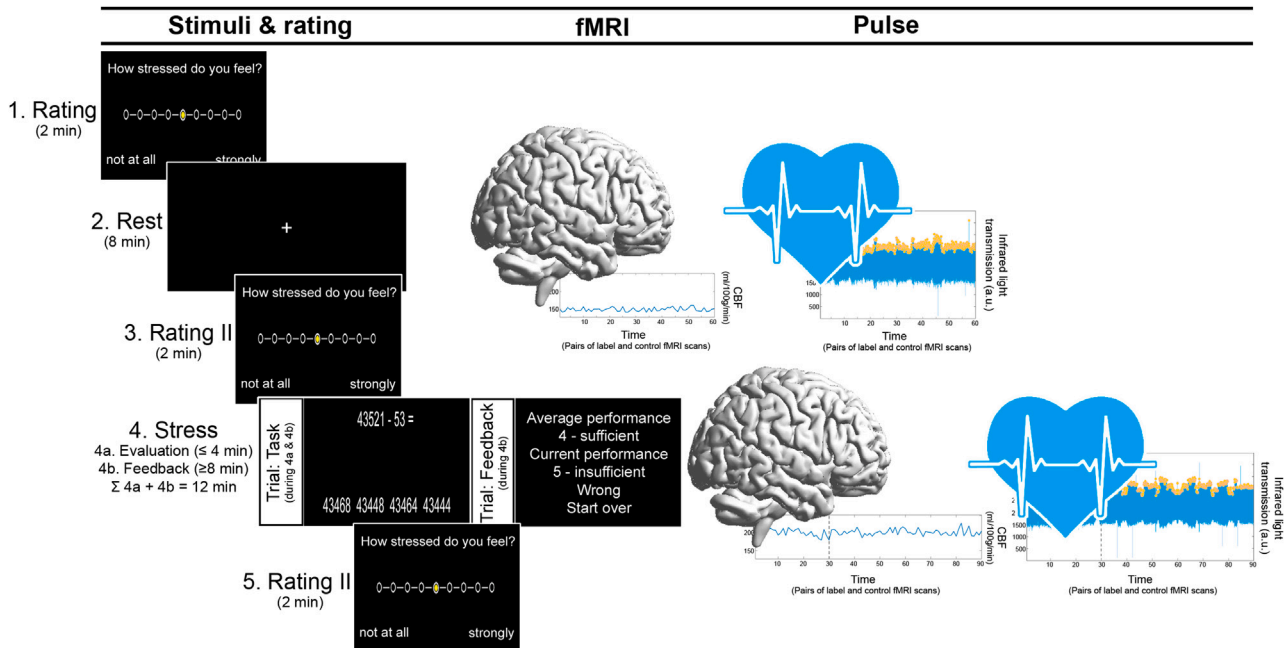 Stimuli & rating
fMRI
Pulse
1. Rating
(2 min)
How stressed do you feel?
not at all
strongly
2. Rest
(8 min)
+
CBF
(ml/100g/min)
200
150
10 20 30 40 50 60
Time
(Pairs of label and control fMRI scans)
Infrared light
transmission (a.u.)
1000
500
10 20 30 40 50 60
Time
(Pairs of label and control fMRI scans)
3. Rating II
(2 min)
How stressed do you feel?
not at all
strongly
4. Stress
4a. Evaluation (≤ 4 min)
4b. Feedback (≥8 min)
Σ 4a + 4b = 12 min
Trial: Task
(during 4a & 4b)
43521 - 53 =
43468 43448 43464 43444
Trial: Feedback
(during 4b)
Average performance
4 - sufficient
Current performance
5 - insufficient
Wrong
Start over
CBF
(ml/100g/min)
200
150
10 20 30 40 50 60 70 80 90
Time
(Pairs of label and control fMRI scans)
Infrared light
transmission (a.u.)
1500
1000
500
10 20 30 40 50 60 70 80 90
Time
(Pairs of label and control fMRI scans)
5. Rating II
(2 min)
How stressed do you feel?
not at all
strongly